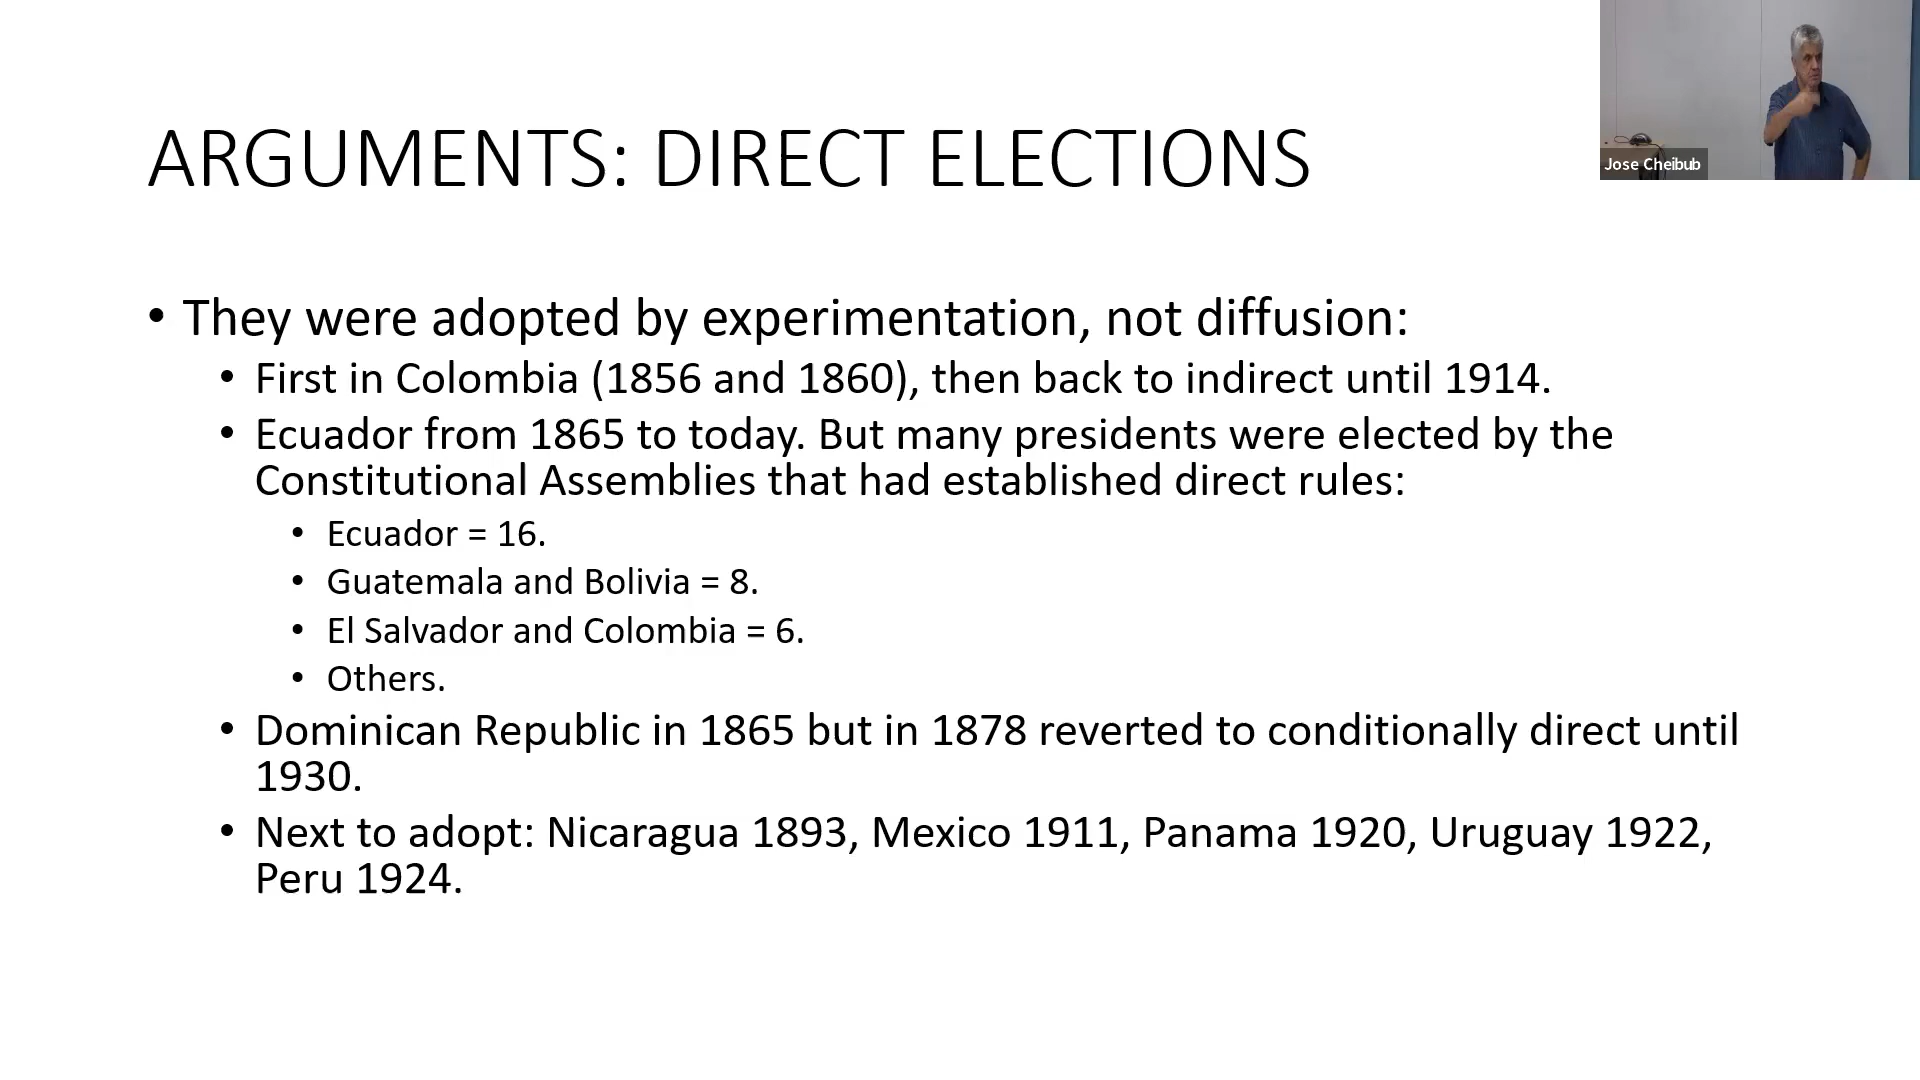 ARGUMENTS: DIRECT ELECTIONS
Jose Cheibub
• They were adopted by experimentation, not diffusion:
• First in Colombia (1856 and 1860), then back to indirect until 1914.
• Ecuador from 1865 to today. But many presidents were elected by the
Constitutional Assemblies that had established direct rules:
• Ecuador = 16.
• Guatemala and Bolivia = 8.
• El Salvador and Colombia = 6.
• Others.
• Dominican Republic in 1865 but in 1878 reverted to conditionally direct until
1930.
• Next to adopt: Nicaragua 1893, Mexico 1911, Panama 1920, Uruguay 1922,
Peru 1924.